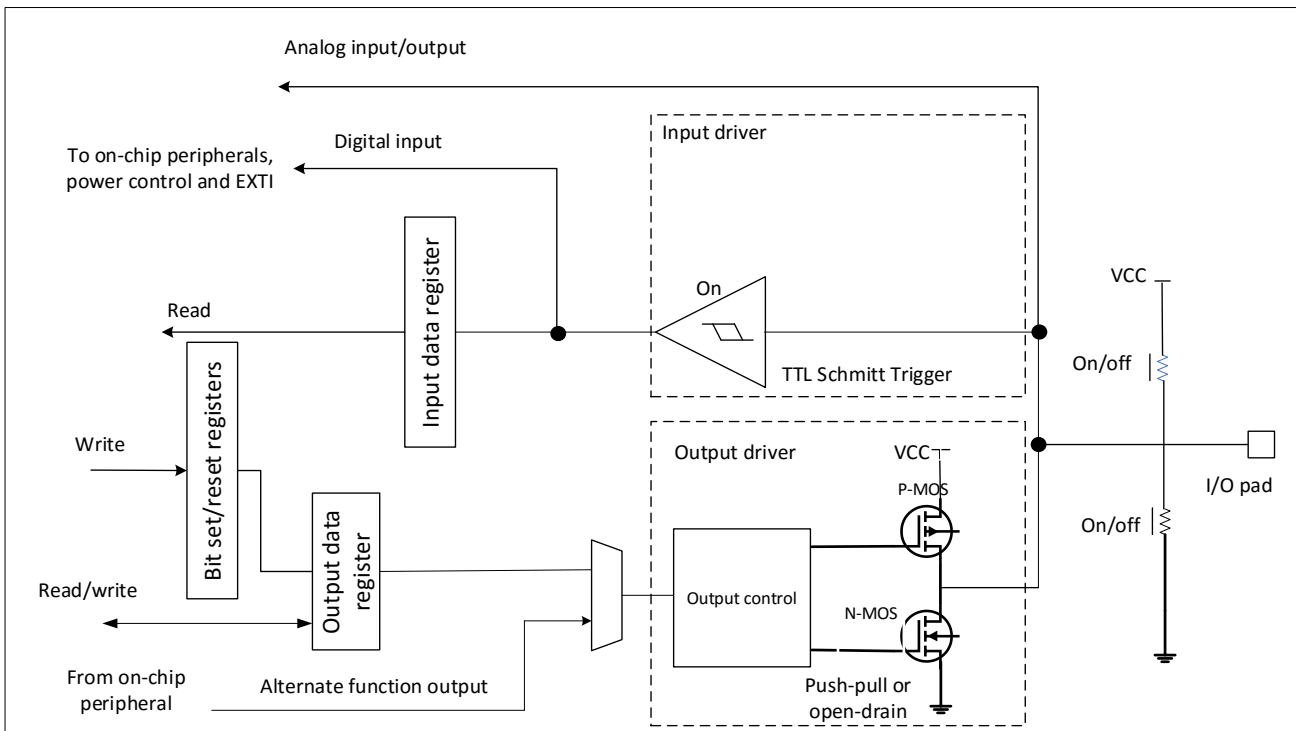 Analog input/output
Digital input
To on-chip peripherals,
power control and EXTI
Input driver
Input data register
On
TTL Schmitt Trigger
Read
VCC
On/off
Bit set/reset registers
Write
Output driver
VCC
P-MOS
I/O pad
On/off
Output data
register
Read/write
Output control
N-MOS
From on-chip
peripheral
Alternate function output
Push-pull or
open-drain